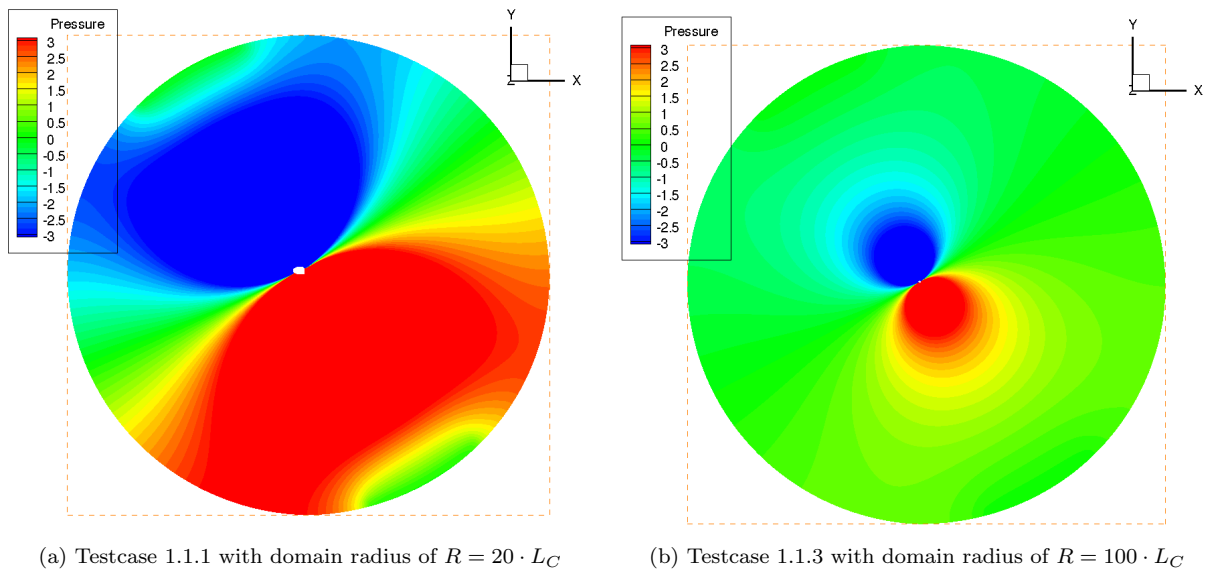 Pressure
3
2.5
2
1.5
1
0.5
0
-0.5
-1
-1.5
-2
-2.5
-3
Y
X
Z
(a) Testcase 1.1.1 with domain radius of R = 20 · L_C
Pressure
3
2.5
2
1.5
1
0.5
0
-0.5
-1
-1.5
-2
-2.5
-3
Y
X
Z
(b) Testcase 1.1.3 with domain radius of R = 100 · L_C